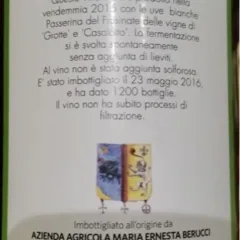 vendemmia 2015 con le uve bianche
Passerina del Frusinate delle vigne di
'Grotte' e 'Casalotto'. La fermentazione
si è svolta spontaneamente
senza aggiunta di lieviti.
Al vino non è stata aggiunta solforosa.
E' stato imbottigliato il 23 maggio 2016,
e ha dato 1200 bottiglie.
Il vino non ha subito processi di
filtrazione.
Imbottigliato all'origine da
AZIENDA AGRICOLA MARIA ERNESTA BERUCCI